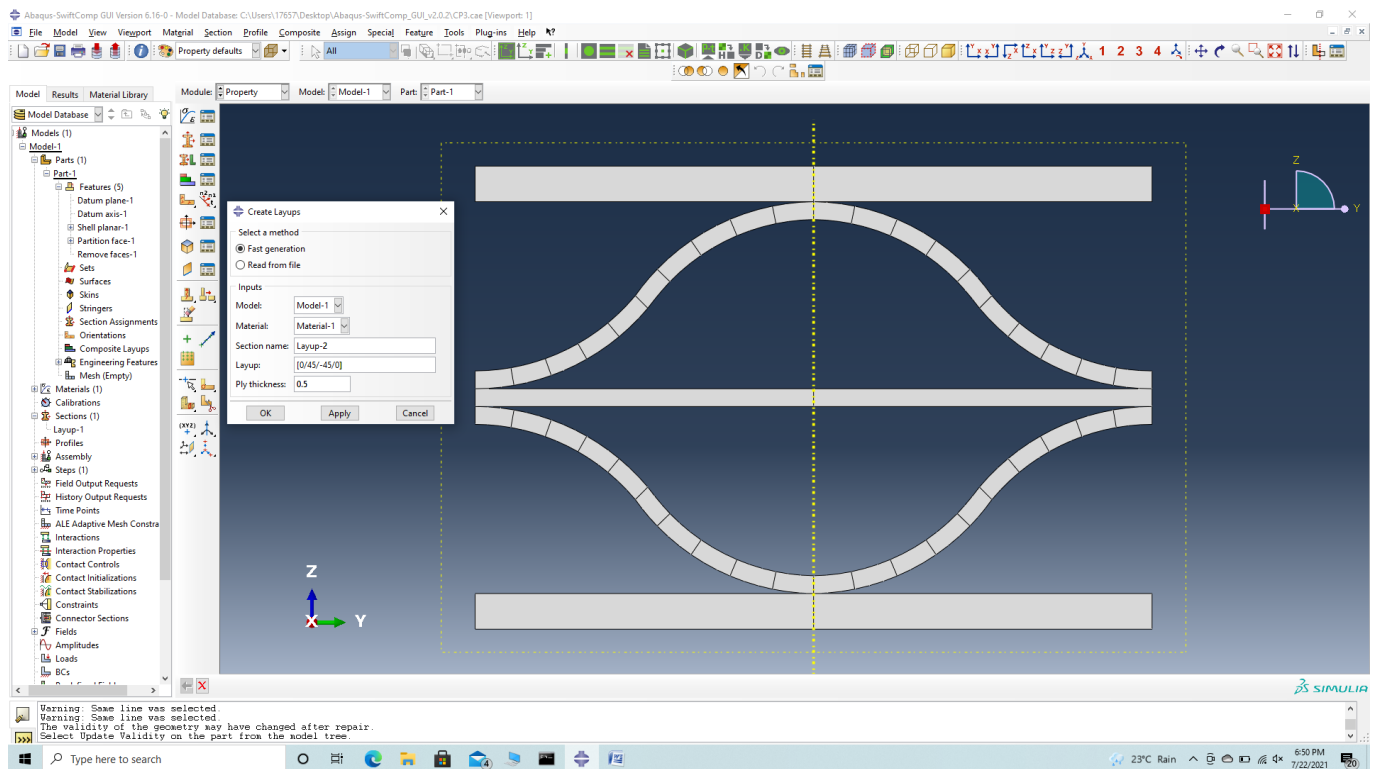 Abaqus-SwiftComp GUI Version 6.16-0 - Model Database: C:\Users\17657\Desktop\Abaqus-SwiftComp_GUI_v2.0.2\CP3.cae [Viewport: 1]
File Model View Viewport Material Section Profile Composite Assign Special Feature Tools Plug-ins Help
Property defaults All 1 2 3 4
Model Results Material Library Module: Property Model: Model-1 Part: Part-1
Model Database
Models (1)
Model-1
Parts (1)
Part-1
Features (5)
Datum plane-1
Datum axis-1
Shell planar-1
Partition face-1
Remove faces-1
Sets
Surfaces
Skins
Stringers
Section Assignments
Orientations
Composite Layups
Engineering Features
Mesh (Empty)
Materials (1)
Calibrations
Sections (1)
Layup-1
Profiles
Assembly
Steps (1)
Field Output Requests
History Output Requests
Time Points
ALE Adaptive Mesh Constra
Interactions
Interaction Properties
Contact Controls
Contact Initializations
Contact Stabilizations
Constraints
Connector Sections
Fields
Amplitudes
Loads
BCs
Create Layups
Select a method
Fast generation
Read from file
Inputs
Model: Model-1
Material: Material-1
Section name: Layup-2
Layup: [0/45/-45/0]
Ply thickness: 0.5
OK Apply Cancel
Z
X
Y
Z
X
Y
SIMULIA
Warning: Same line was selected.
Warning: Same line was selected.
The validity of the geometry may have changed after repair.
Select Update Validity on the part from the model tree.
Type here to search
4
23°C Rain
6:50 PM
7/22/2021
20